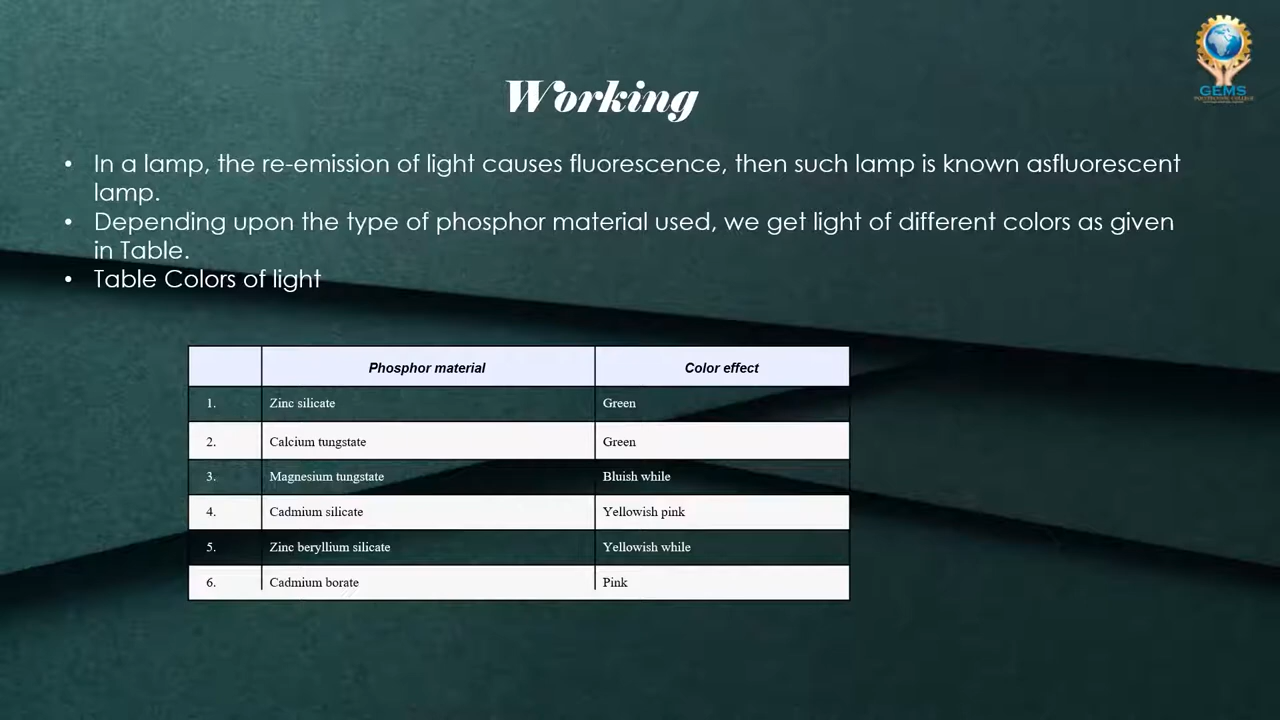 GEMS
POLYTECHNIC COLLEGE
Working
• In a lamp, the re-emission of light causes fluorescence, then such lamp is known asfluorescent
lamp.
• Depending upon the type of phosphor material used, we get light of different colors as given
in Table.
• Table Colors of light
Phosphor material Color effect
1. Zinc silicate Green
2. Calcium tungstate Green
3. Magnesium tungstate Bluish while
4. Cadmium silicate Yellowish pink
5. Zinc beryllium silicate Yellowish while
6. Cadmium borate Pink